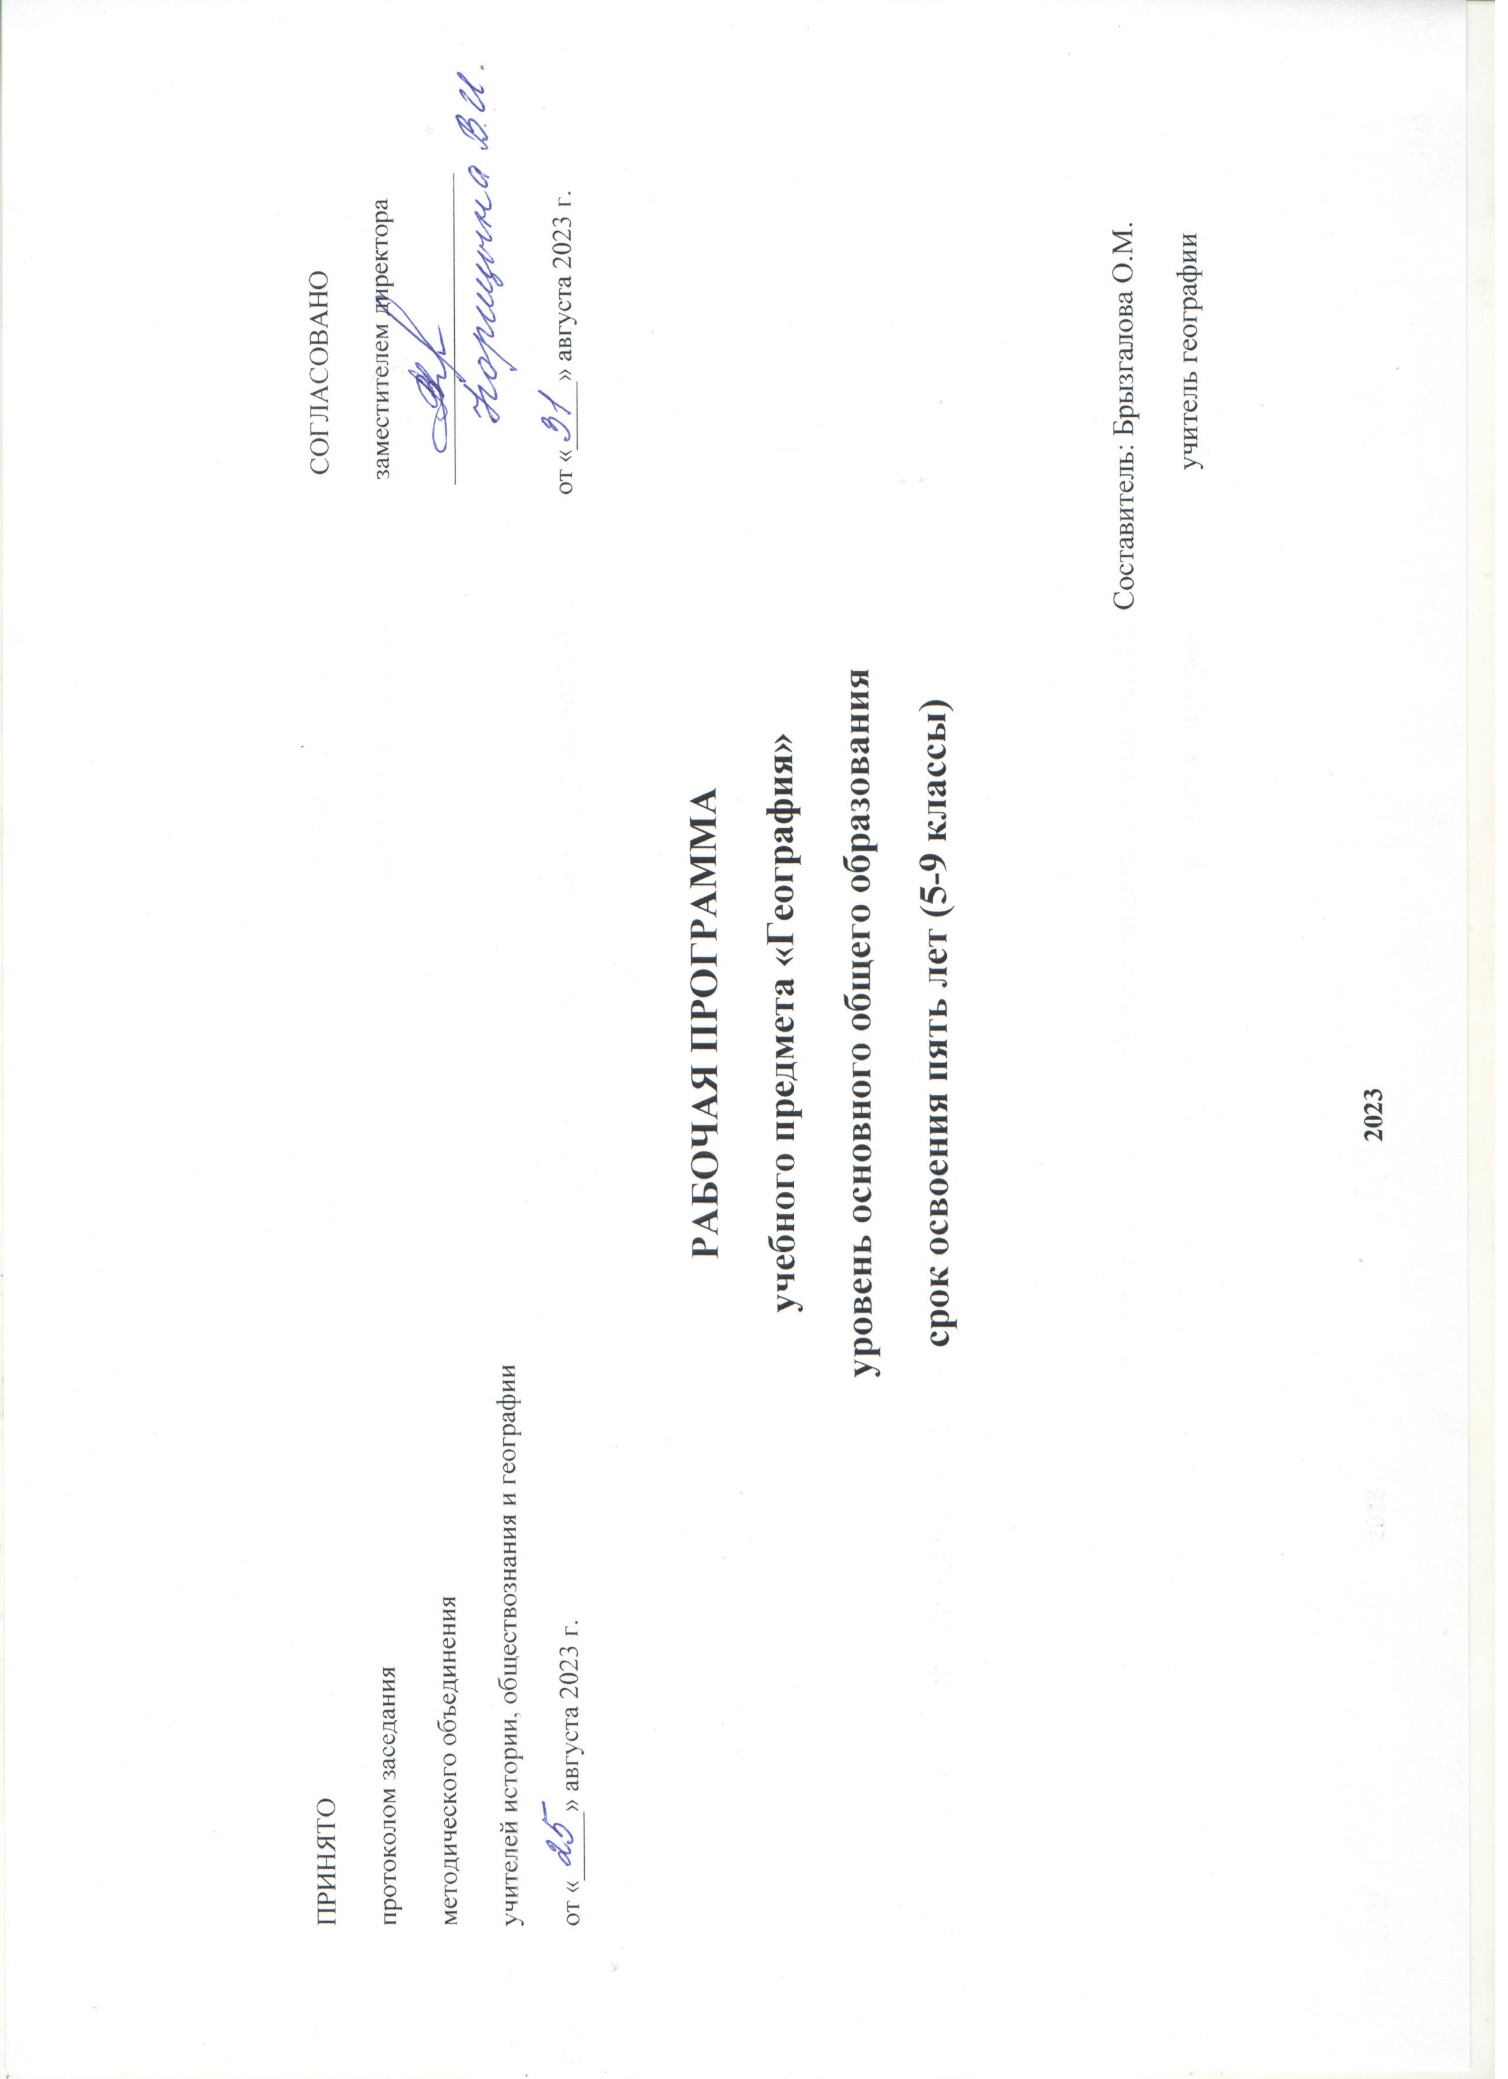 ПРИНЯТО
протоколом заседания
методического объединения
учителей истории, обществознания и географии
от «25» августа 2023 г.
СОГЛАСОВАНО
заместителем директора
В.И.
от «31» августа 2023 г.
РАБОЧАЯ ПРОГРАММА
учебного предмета «География»
уровень основного общего образования
срок освоения пять лет (5-9 классы)
Составитель: Брызгалова О.М.
учитель географии
2023